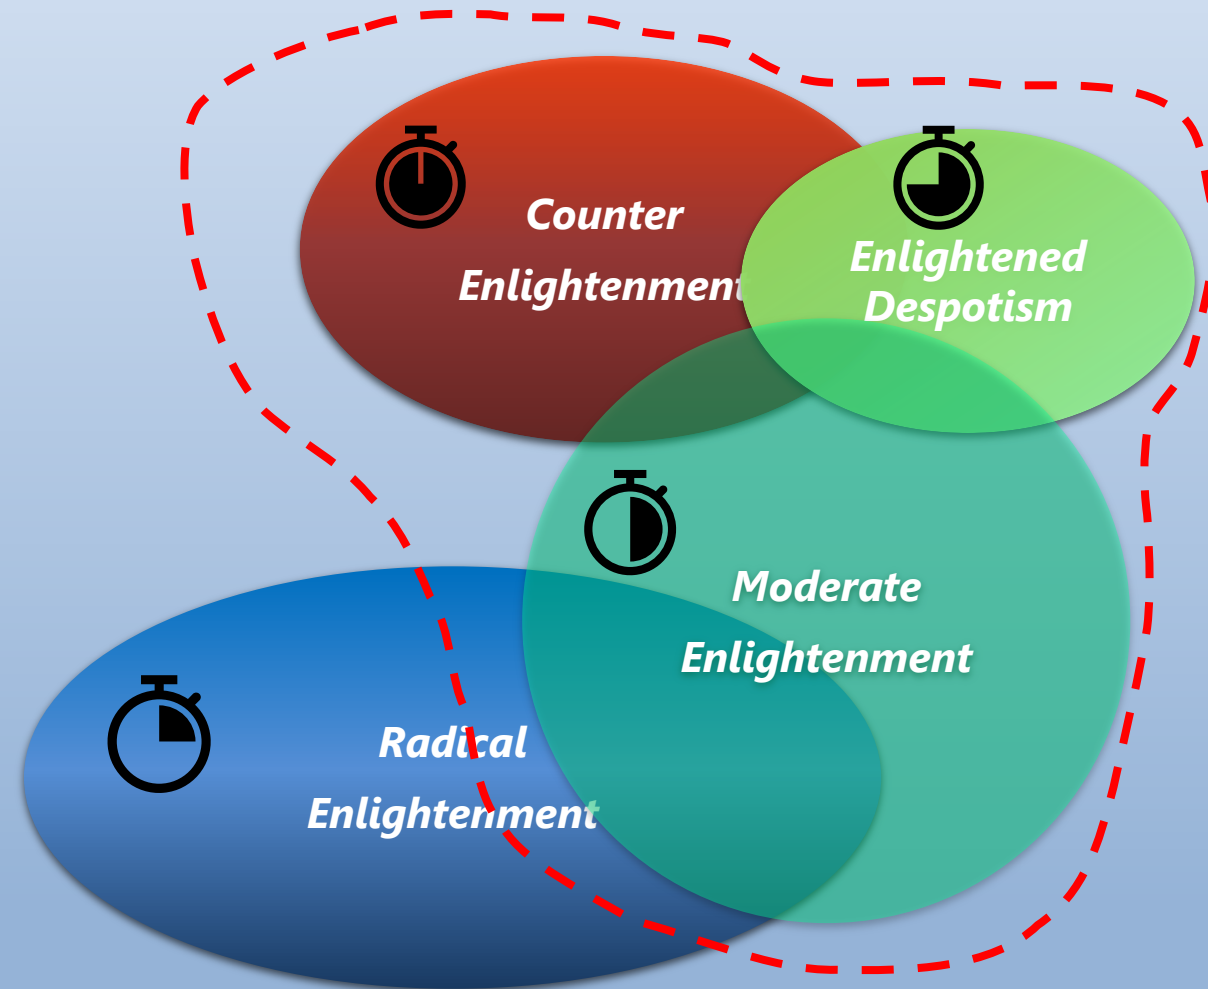 Counter
Enlightenment
Enlightened
Despotism
Moderate
Enlightenment
Radical
Enlightenment